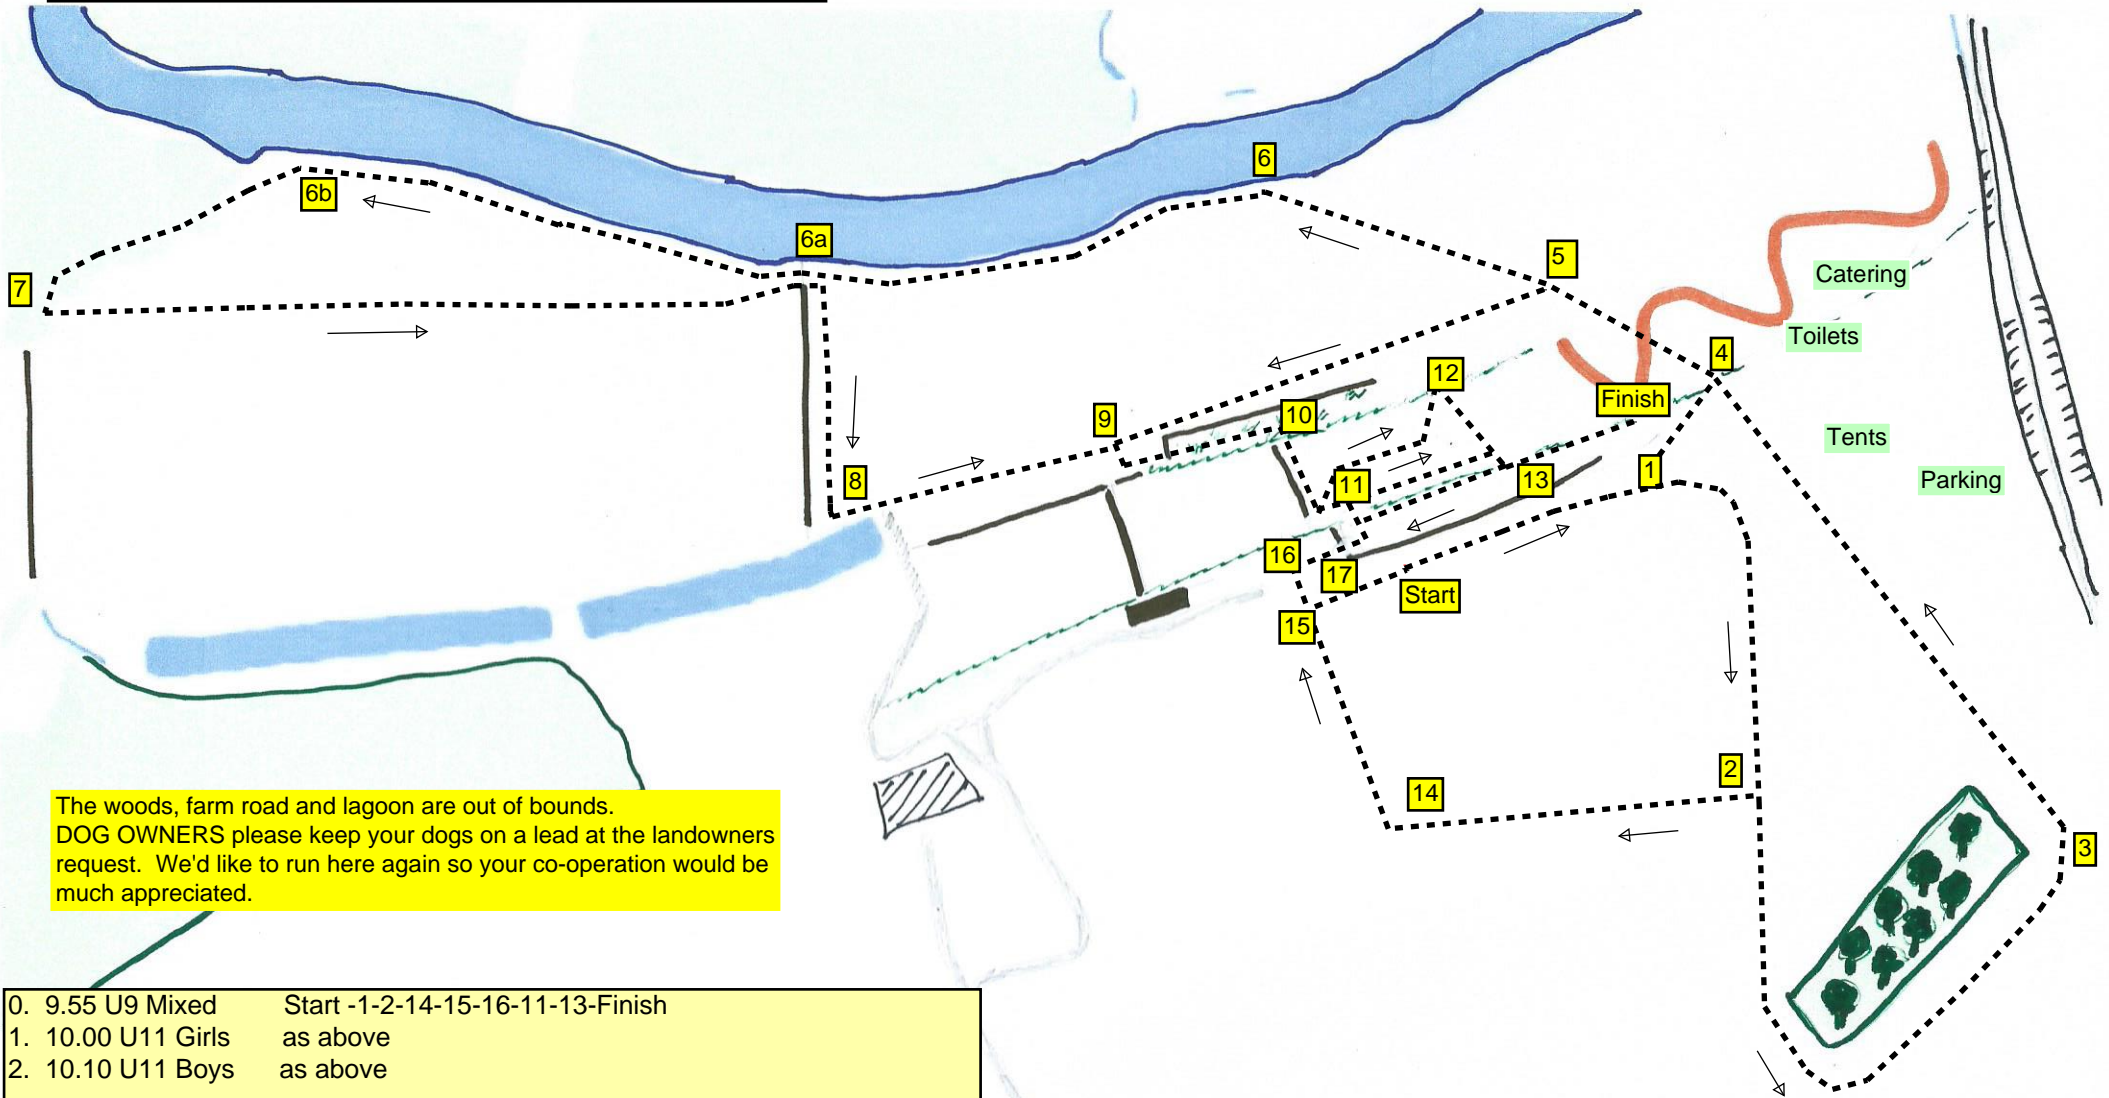 6
6b
6a
5
7
Catering
Toilets
4
12
Finish
10
9
Tents
1
Parking
8
11
13
16
17
Start
15
2
14
The woods, farm road and lagoon are out of bounds.
DOG OWNERS please keep your dogs on a lead at the landowners
request. We'd like to run here again so your co-operation would be
much appreciated.
3
0. 9.55 U9 Mixed Start -1-2-14-15-16-11-13-Finish
1. 10.00 U11 Girls as above
2. 10.10 U11 Boys as above